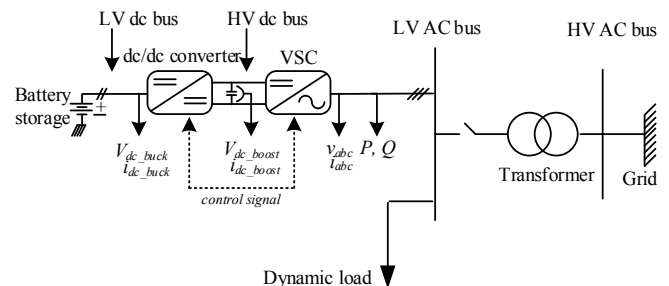 LV dc bus
HV dc bus
LV AC bus
HV AC bus
dc/dc converter
VSC
Battery
storage
V_dc_buck
i_dc_buck
V_dc_boost
i_dc_boost
v_abc
i_abc
P, Q
control signal
Transformer
Grid
Dynamic load